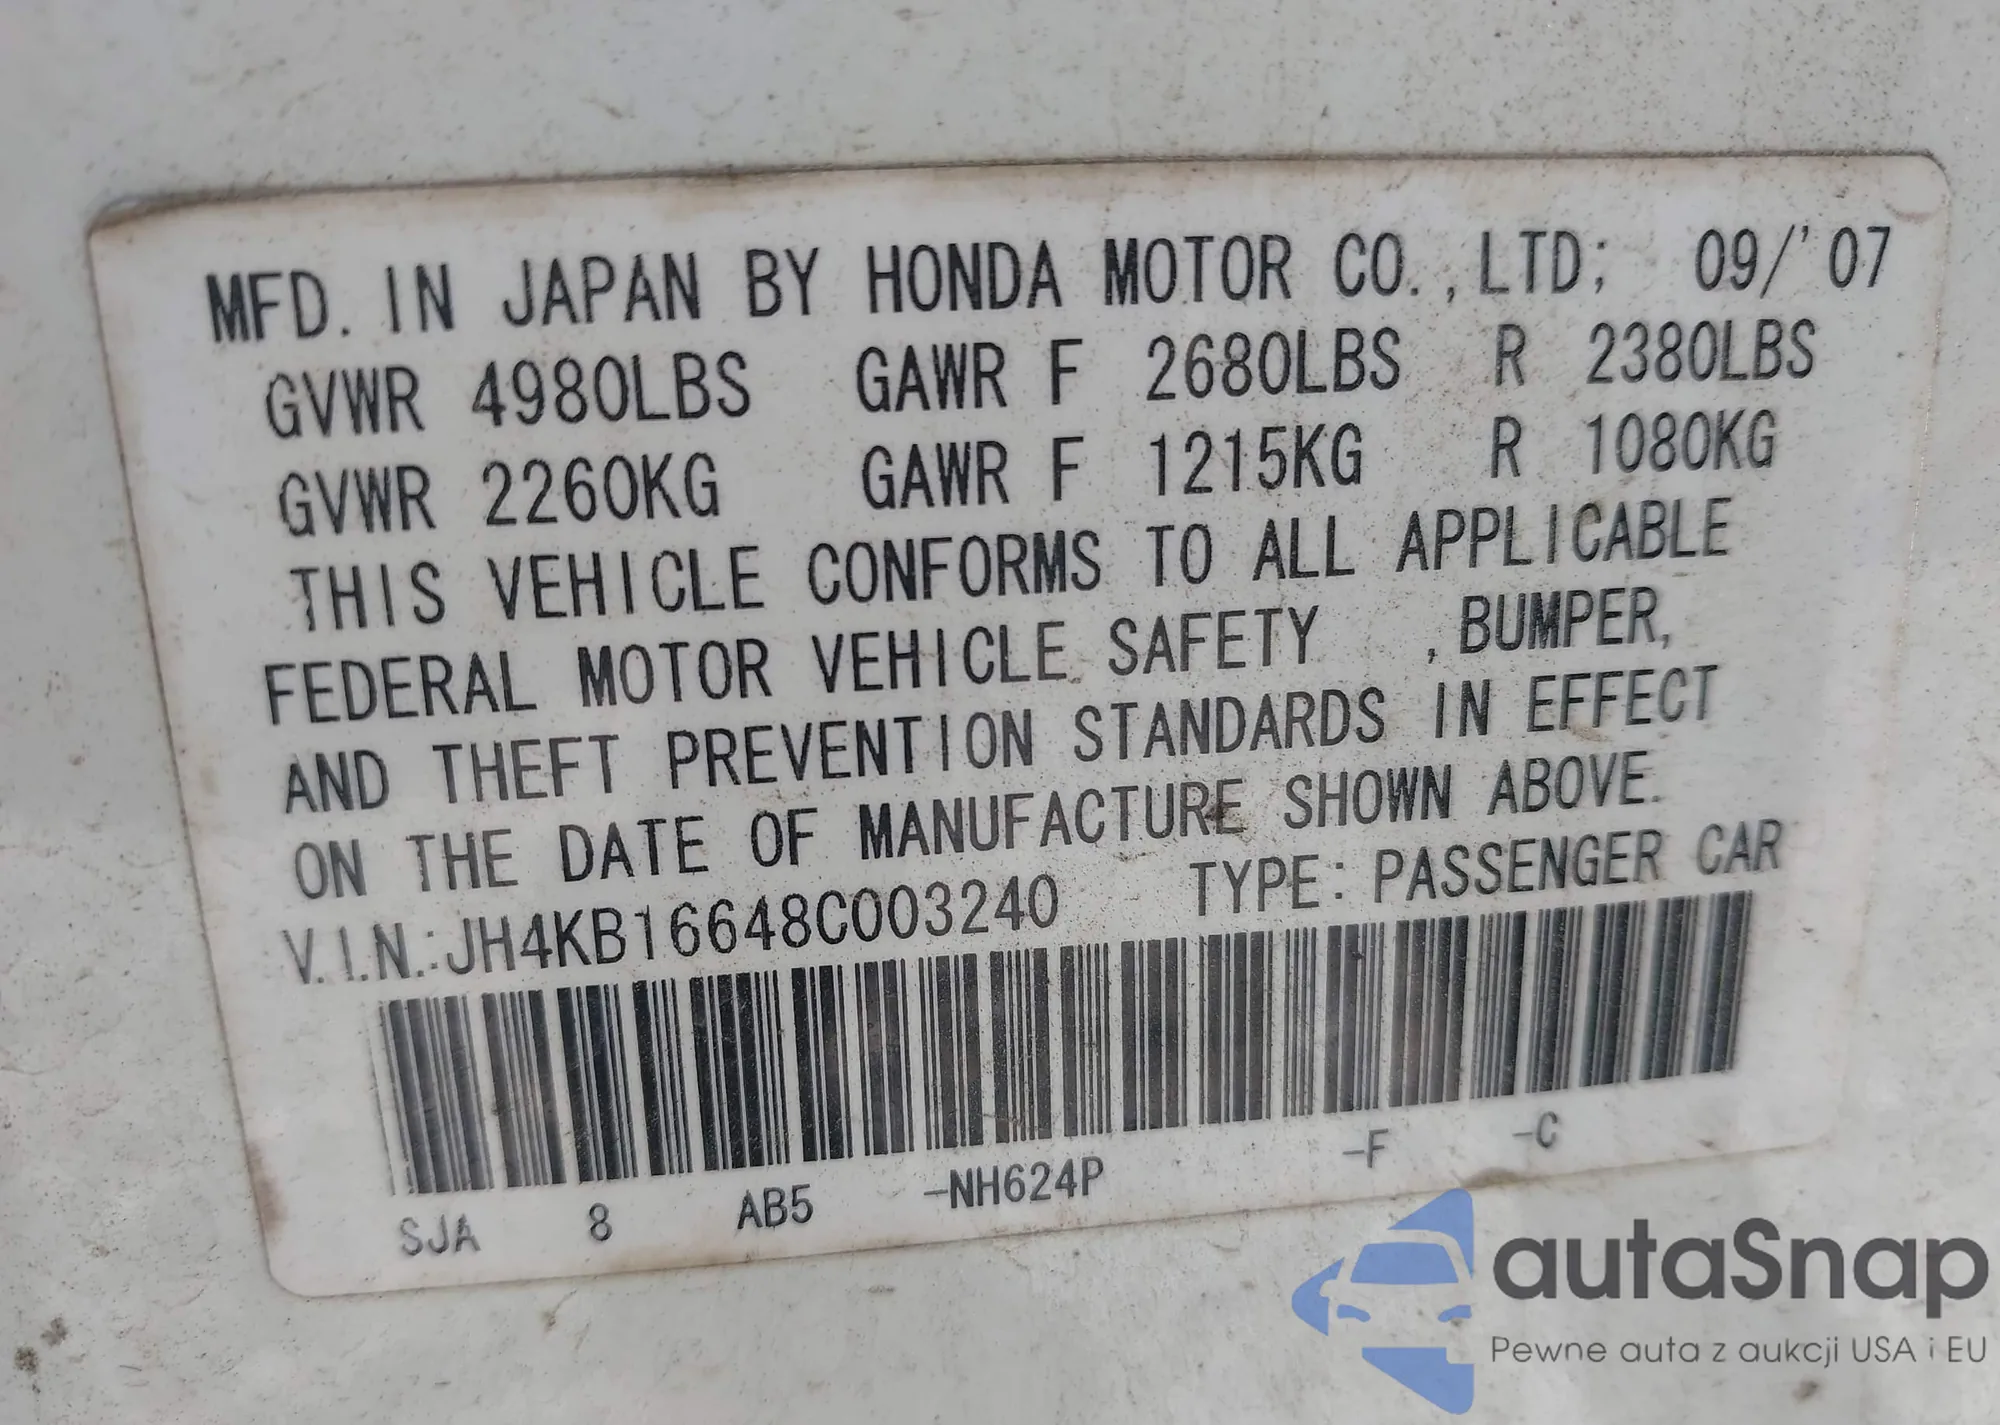 MFD. IN JAPAN BY HONDA MOTOR CO.,LTD; 09/'07
GVWR 4980LBS GAWR F 2680LBS R 2380LBS
GVWR 2260KG GAWR F 1215KG R 1080KG
THIS VEHICLE CONFORMS TO ALL APPLICABLE
FEDERAL MOTOR VEHICLE SAFETY ,BUMPER,
AND THEFT PREVENTION STANDARDS IN EFFECT
ON THE DATE OF MANUFACTURE SHOWN ABOVE.
V.I.N.:JH4KB16648C003240 TYPE: PASSENGER CAR
SJA 8 AB5 -NH624P -F -C
autaSnap
Pewne auta z aukcji USA i EU